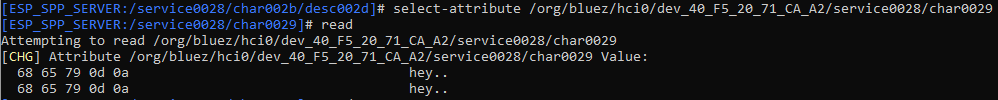 [ESP_SPP_SERVER:/service0028/char002b/desc002d]# select-attribute /org/bluez/hci0/dev_40_F5_20_71_CA_A2/service0028/char0029
[ESP_SPP_SERVER:/service0028/char0029]# read
Attempting to read /org/bluez/hci0/dev_40_F5_20_71_CA_A2/service0028/char0029
[CHG] Attribute /org/bluez/hci0/dev_40_F5_20_71_CA_A2/service0028/char0029 Value:
  68 65 79 0d 0a                                   hey..
  68 65 79 0d 0a                                   hey..